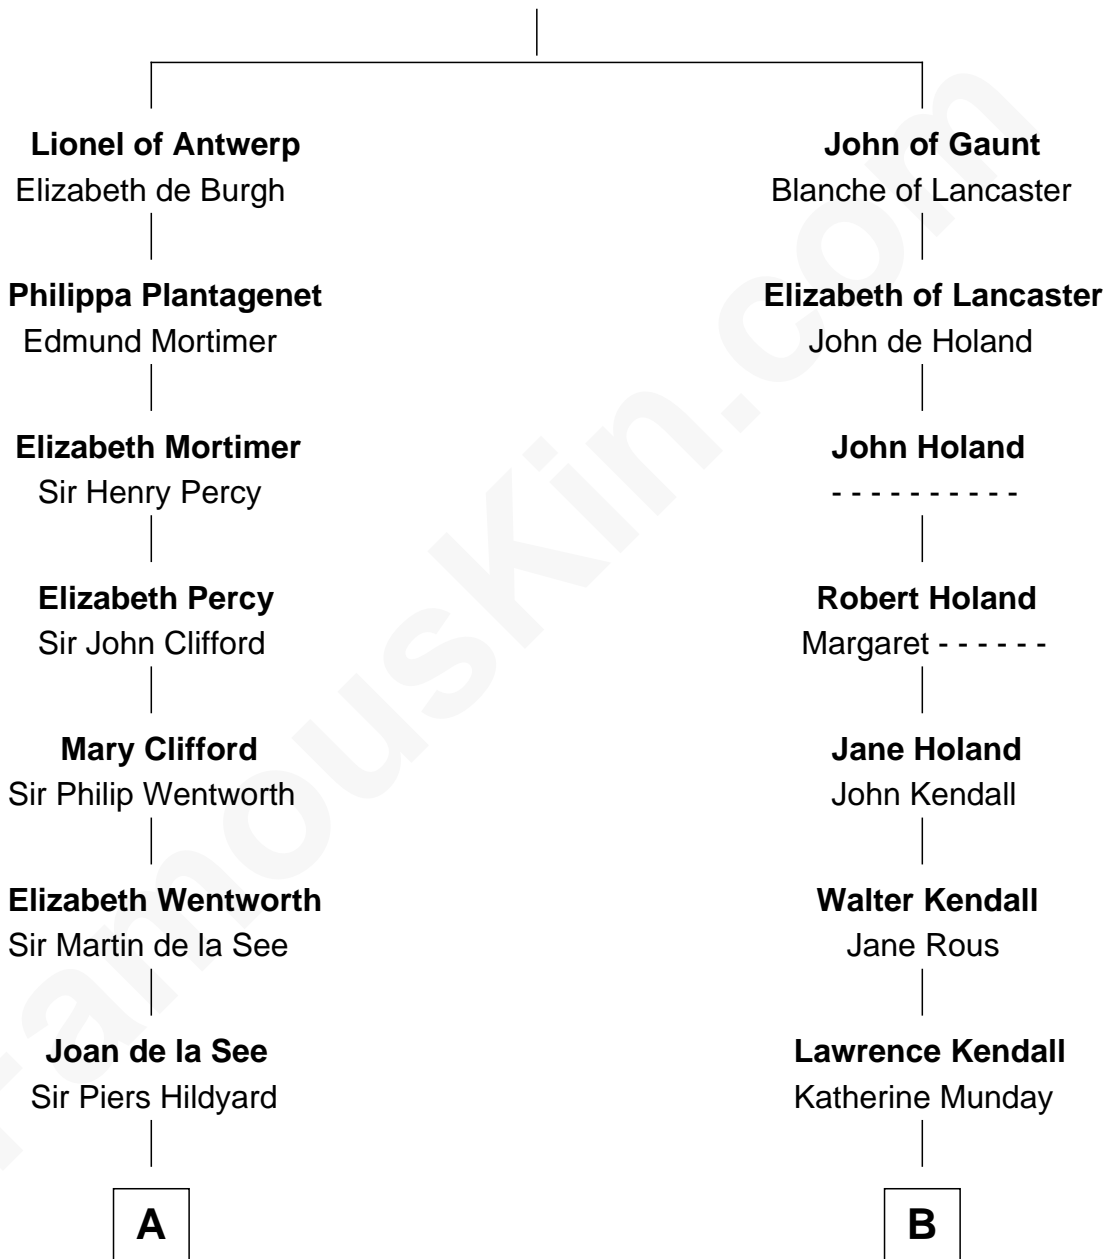 Lionel of Antwerp
Elizabeth de Burgh
Philippa Plantagenet
Edmund Mortimer
Elizabeth Mortimer
Sir Henry Percy
Elizabeth Percy
Sir John Clifford
Mary Clifford
Sir Philip Wentworth
Elizabeth Wentworth
Sir Martin de la See
Joan de la See
Sir Piers Hildyard
A
John of Gaunt
Blanche of Lancaster
Elizabeth of Lancaster
John de Holand
John Holand
- - - - - - - - - -
Robert Holand
Margaret - - - - - -
Jane Holand
John Kendall
Walter Kendall
Jane Rous
Lawrence Kendall
Katherine Munday
B
FamousKin.com